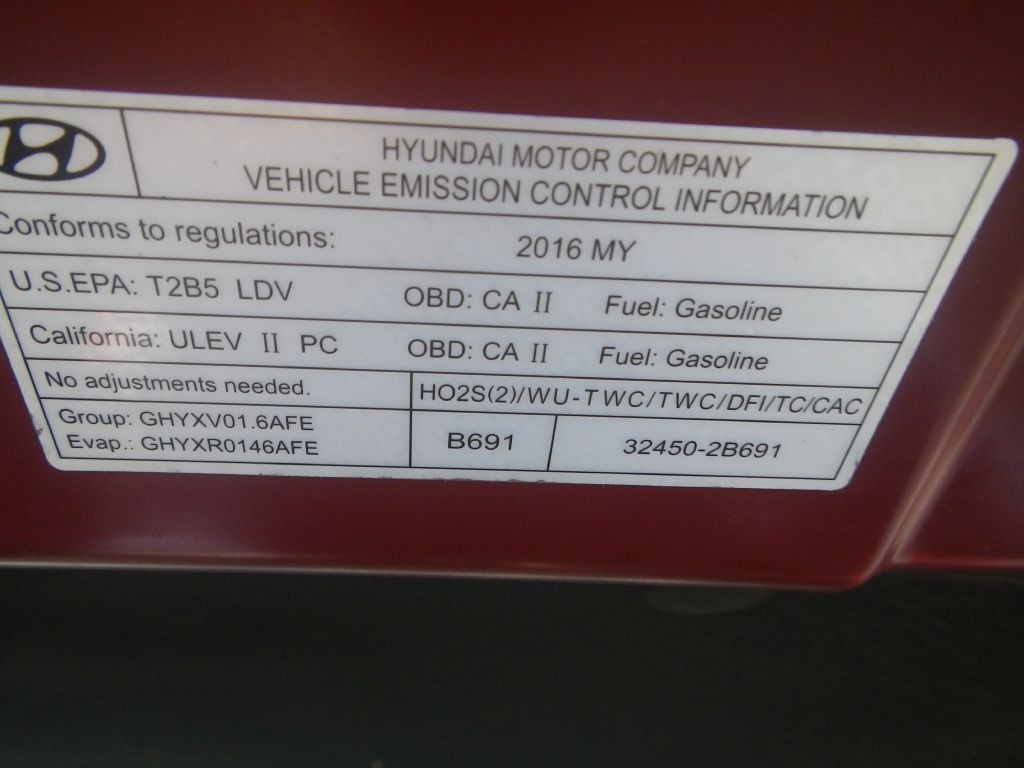 HYUNDAI MOTOR COMPANY
VEHICLE EMISSION CONTROL INFORMATION
Conforms to regulations: 2016 MY
U.S.EPA: T2B5 LDV OBD: CA II Fuel: Gasoline
California: ULEV II PC OBD: CA II Fuel: Gasoline
No adjustments needed. HO2S(2)/WU-TWC/TWC/DFI/TC/CAC
Group: GHYXV01.6AFE
Evap.: GHYXR0146AFE
B691 32450-2B691